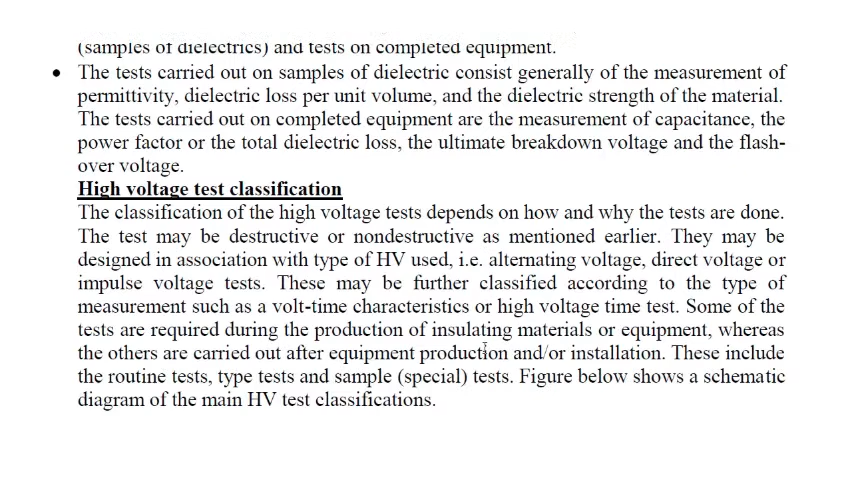 (samples of dielectrics) and tests on completed equipment.
• The tests carried out on samples of dielectric consist generally of the measurement of
permittivity, dielectric loss per unit volume, and the dielectric strength of the material.
The tests carried out on completed equipment are the measurement of capacitance, the
power factor or the total dielectric loss, the ultimate breakdown voltage and the flash-
over voltage.
High voltage test classification
The classification of the high voltage tests depends on how and why the tests are done.
The test may be destructive or nondestructive as mentioned earlier. They may be
designed in association with type of HV used, i.e. alternating voltage, direct voltage or
impulse voltage tests. These may be further classified according to the type of
measurement such as a volt-time characteristics or high voltage time test. Some of the
tests are required during the production of insulating materials or equipment, whereas
the others are carried out after equipment production and/or installation. These include
the routine tests, type tests and sample (special) tests. Figure below shows a schematic
diagram of the main HV test classifications.